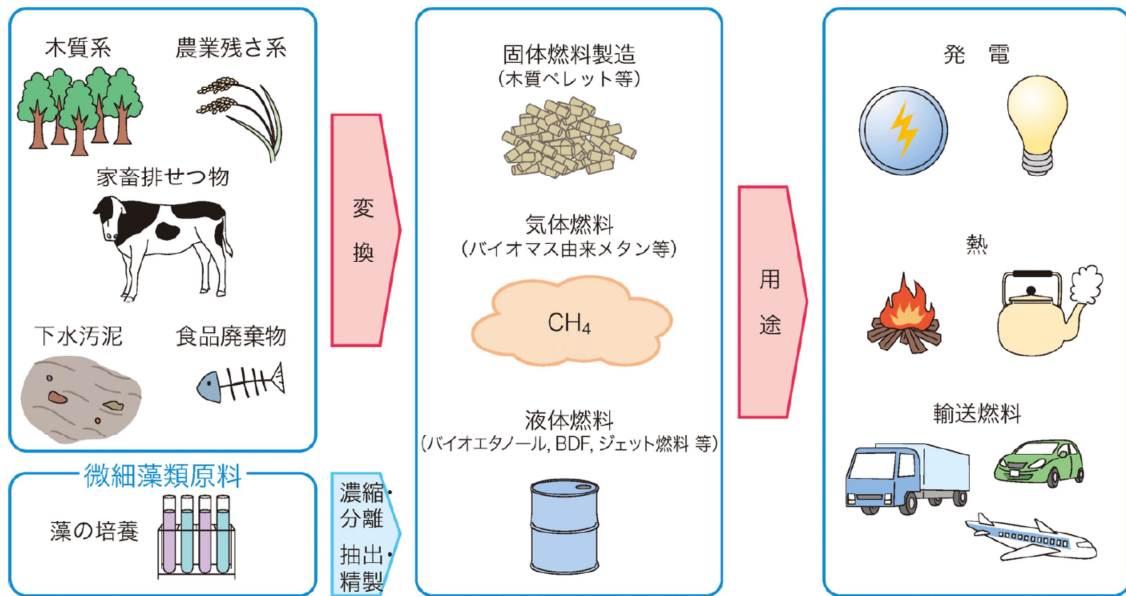 木質系
農業残さ系
家畜排せつ物
下水汚泥
食品廃棄物
微細藻類原料
藻の培養
変
換
濃縮・
分離
抽出・
精製
固体燃料製造
(木質ペレット等)
気体燃料
(バイオマス由来メタン等)
CH₄
液体燃料
(バイオエタノール, BDF, ジェット燃料 等)
用
途
発 電
熱
輸送燃料